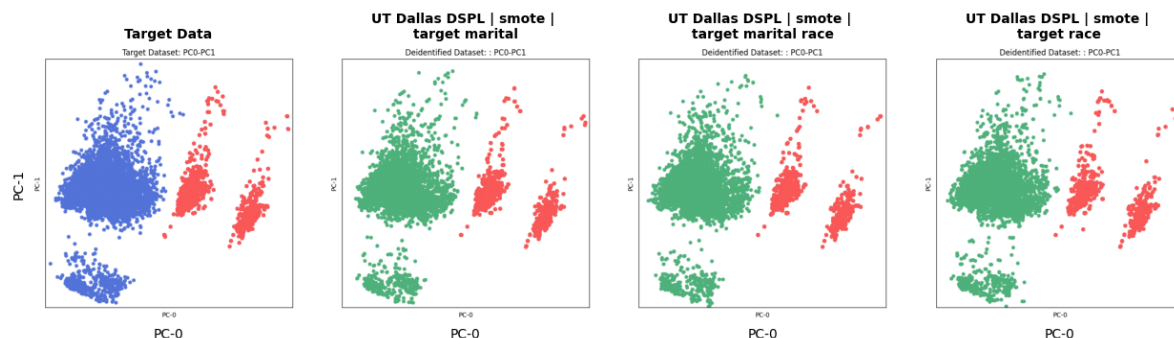 Target Data
Target Dataset: PC0-PC1
PC-1
PC-1
PC-0
PC-0
UT Dallas DSPL | smote |
target marital
Deidentified Dataset: : PC0-PC1
PC-1
PC-0
PC-0
UT Dallas DSPL | smote |
target marital race
Deidentified Dataset: : PC0-PC1
PC-1
PC-0
PC-0
UT Dallas DSPL | smote |
target race
Deidentified Dataset: : PC0-PC1
PC-1
PC-0
PC-0